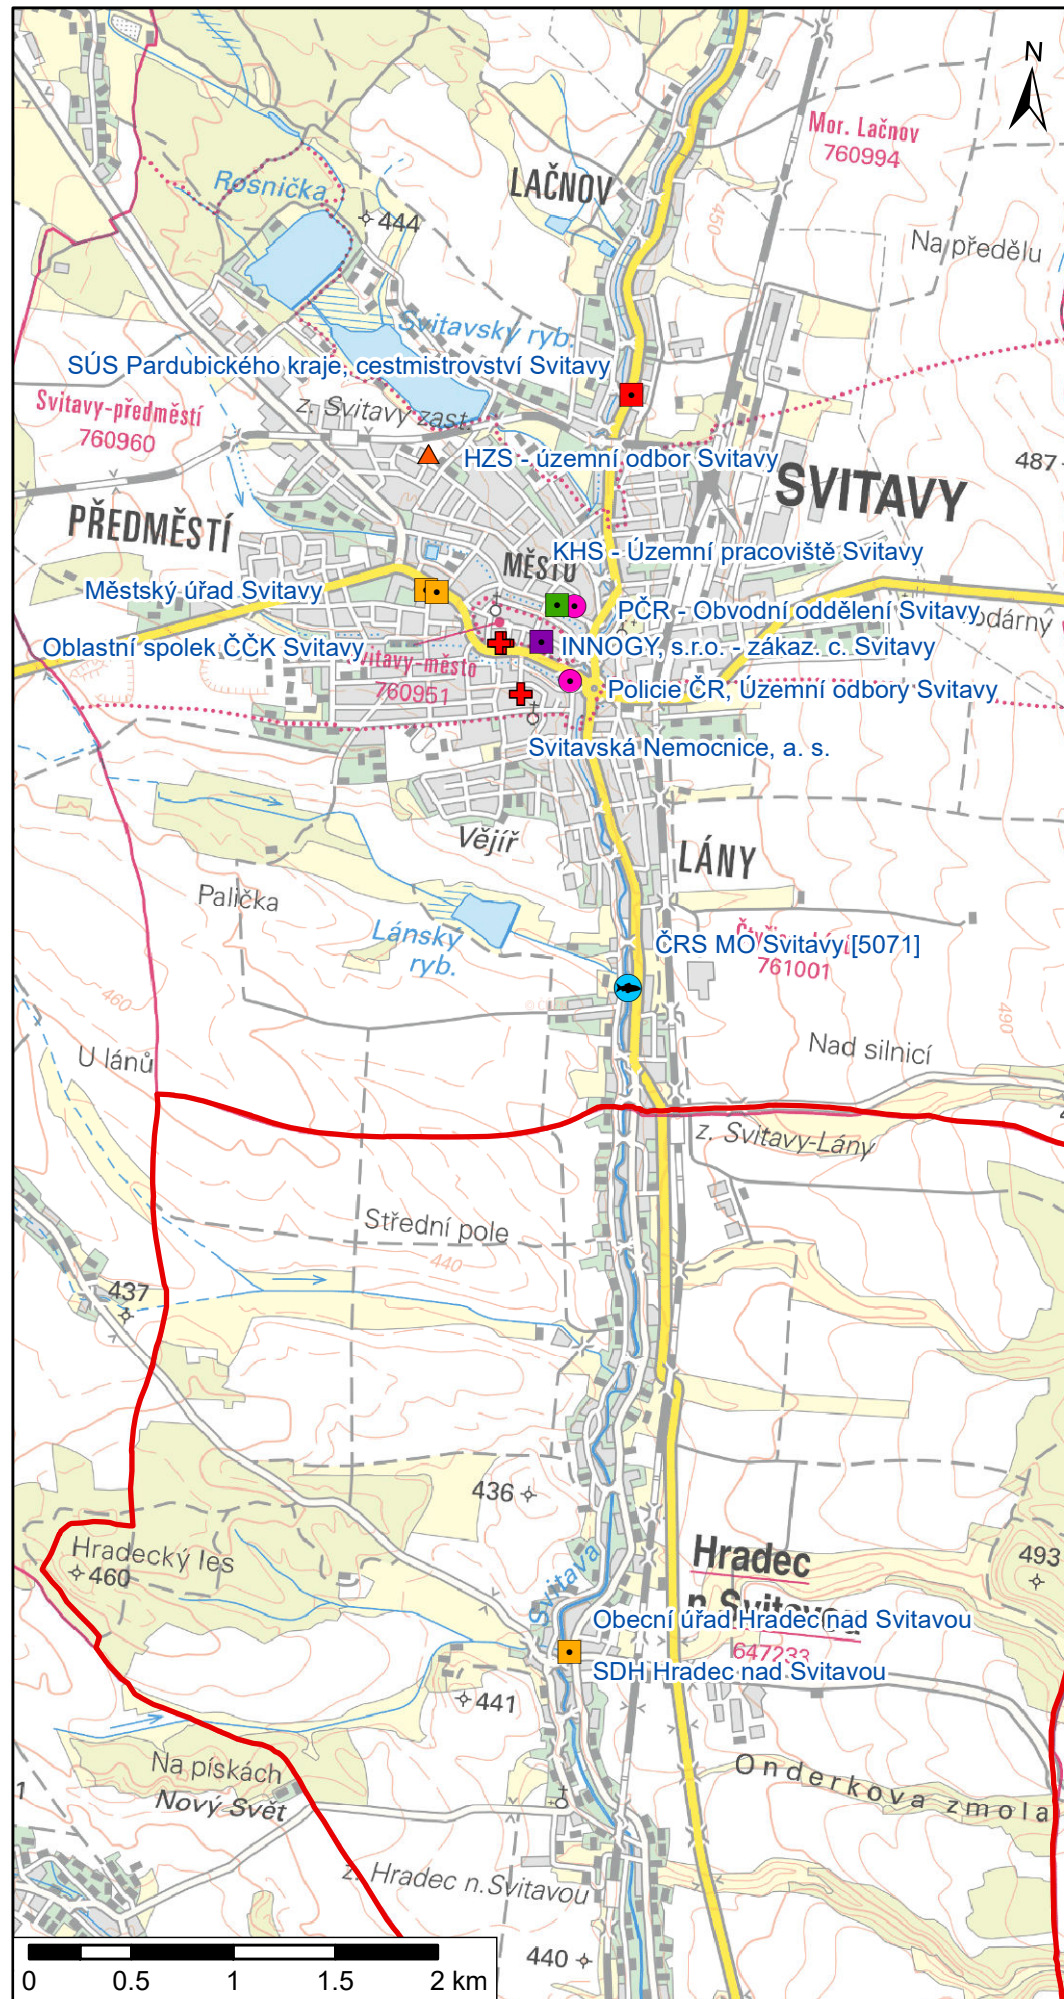 N
Mor. Lačnov
760994
LAČNOV
Rosnička
444
450
Na předělu
Svitavský ryb.
SÚS Pardubického kraje, cestmistrovství Svitavy
Svitavy-předměstí
760960
z. Svitavy zast.
HZS - územní odbor Svitavy
487
SVITAVY
PŘEDMĚSTÍ
KHS - Územní pracoviště Svitavy
MĚSTO
Městský úřad Svitavy
PČR - Obvodní oddělení Svitavy
Oblastní spolek ČČK Svitavy
INNOGY, s.r.o. - zákaz. c. Svitavy
760951
Policie ČR, Územní odbory Svitavy
Svitavská Nemocnice, a. s.
Vějíř
LÁNY
Palička
Lánský
ryb.
ČRS MO Svitavy [5071]
761001
460
490
U lánů
Nad silnicí
z. Svitavy-Lány
Střední pole
440
437
436
Hradecký les
460
Hradec
n. Svitavou
493
Svitava
Obecní úřad Hradec nad Svitavou
647233
SDH Hradec nad Svitavou
441
Na pískách
Nový Svět
Onderkova zmola
1
z. Hradec n.Svitavou
440
0 0.5 1 1.5 2 km